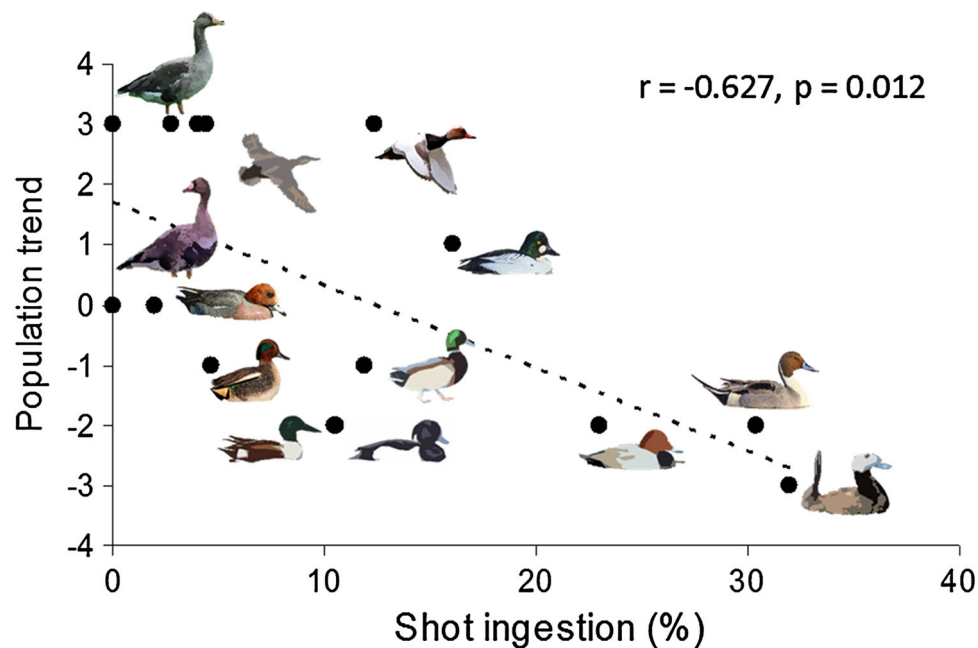 r = -0.627, p = 0.012
Population trend
4
3
2
1
0
-1
-2
-3
-4
0 10 20 30 40
Shot ingestion (%)